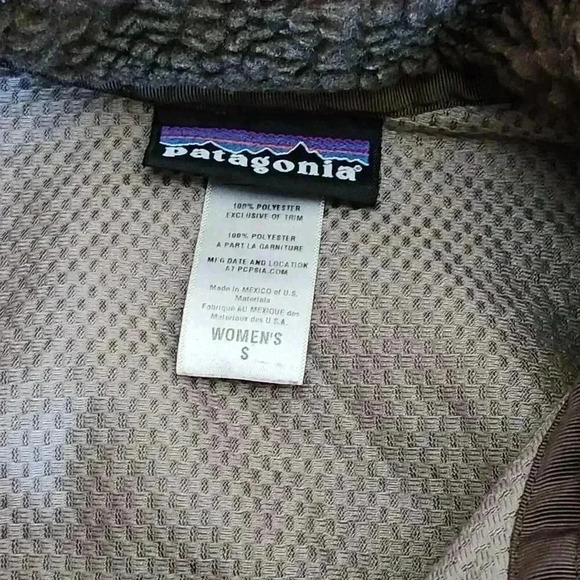 patagonia®
100% POLYESTER
EXCLUSIVE OF TRIM
100% POLYESTER
A PART LA GARNITURE
MFG DATE AND LOCATION
AT PCPSIA.COM
Made in MEXICO of U.S.
Materials
Fabriqué AU MEXIQUE des
Materiaux des U.S.A.
WOMEN'S
S